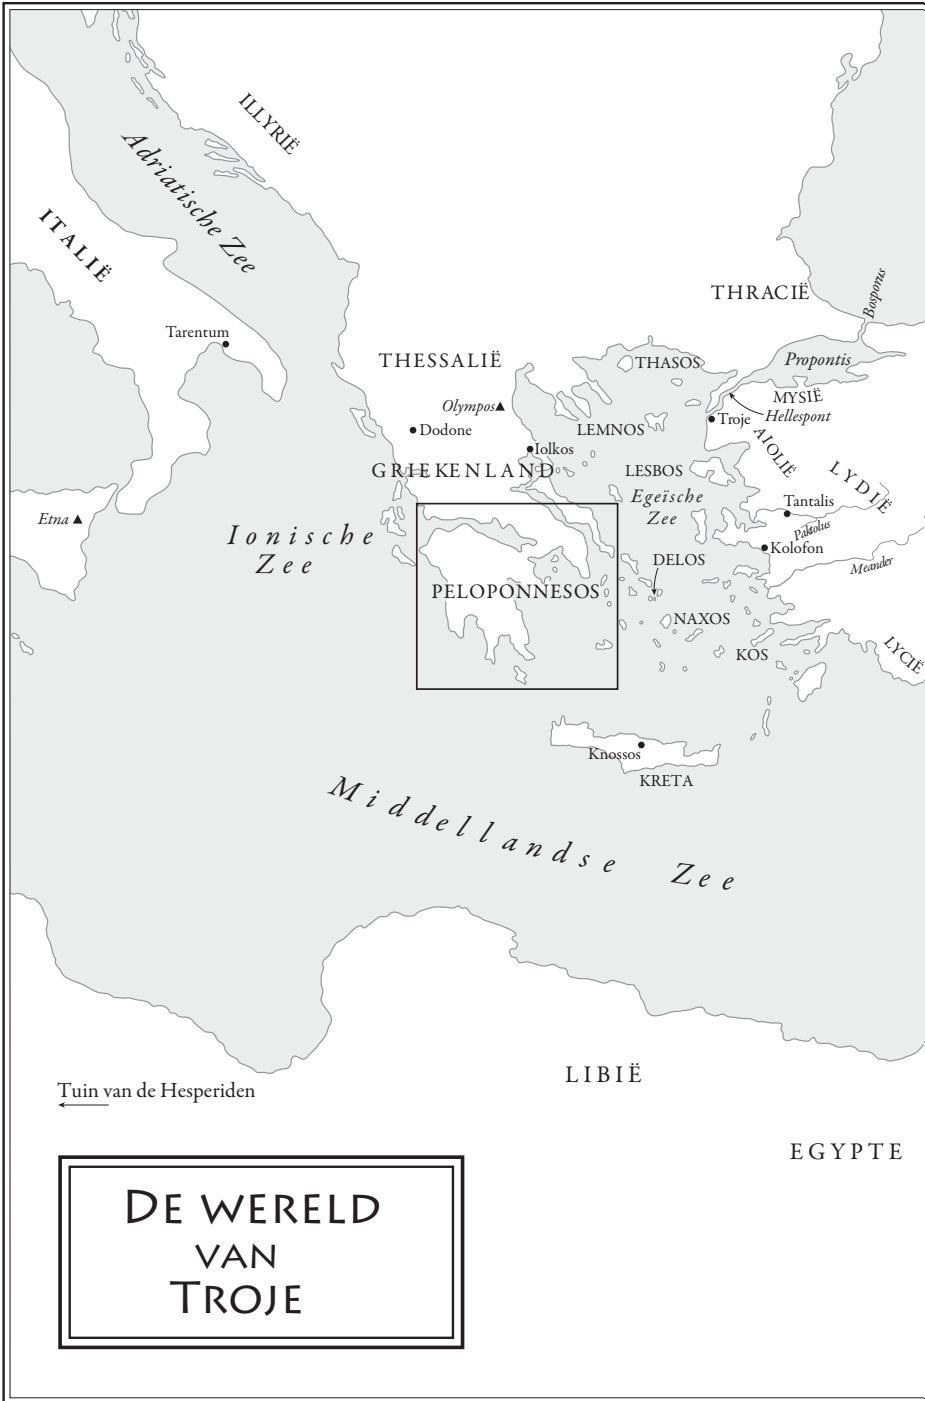 ILLYRIË
Adriatische Zee
ITALIË
THRACIË
Bosporus
Tarentum
THESSALIË
THASOS
Propontis
MYSIË
Olympos
Hellespont
Troje
Dodone
LEMNOS
AIOLIË
Iolkos
GRIEKENLAND
LESBOS
LYDIË
Egeïsche
Zee
Tantalis
Etna
Paktolus
Ionische
Zee
Kolofon
DELOS
Meander
PELOPONNESOS
NAXOS
KOS
LYCIË
Knossos
KRETA
Middellandse Zee
LIBIË
Tuin van de Hesperiden
EGYPTE
DE WERELD
VAN
TROJE